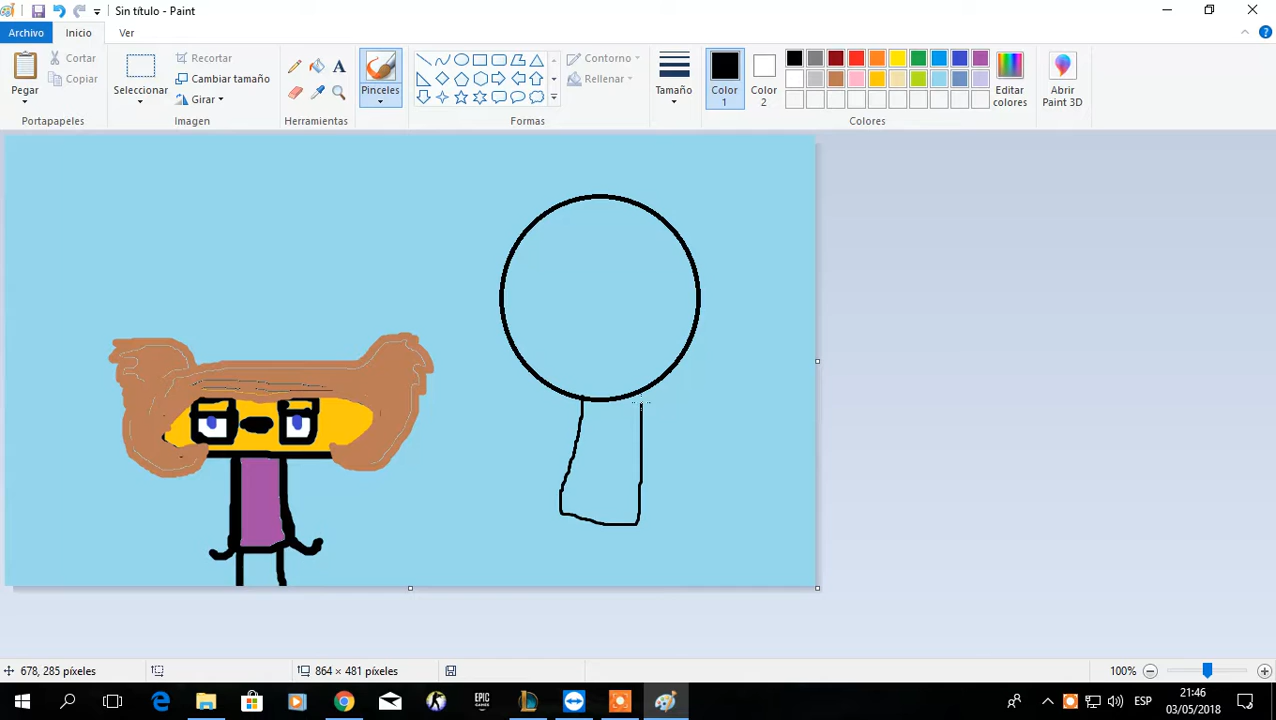 Sin título - Paint
Archivo
Inicio
Ver
Pegar
Cortar
Copiar
Portapapeles
Seleccionar
Recortar
Cambiar tamaño
Girar
Imagen
A
Herramientas
Pinceles
Contorno
Rellenar
Formas
Tamaño
Color
1
Color
2
Editar
colores
Colores
Abrir
Paint 3D
678, 285 píxeles
864 × 481 píxeles
100%
EPIC
GAMES
ESP
21:46
03/05/2018